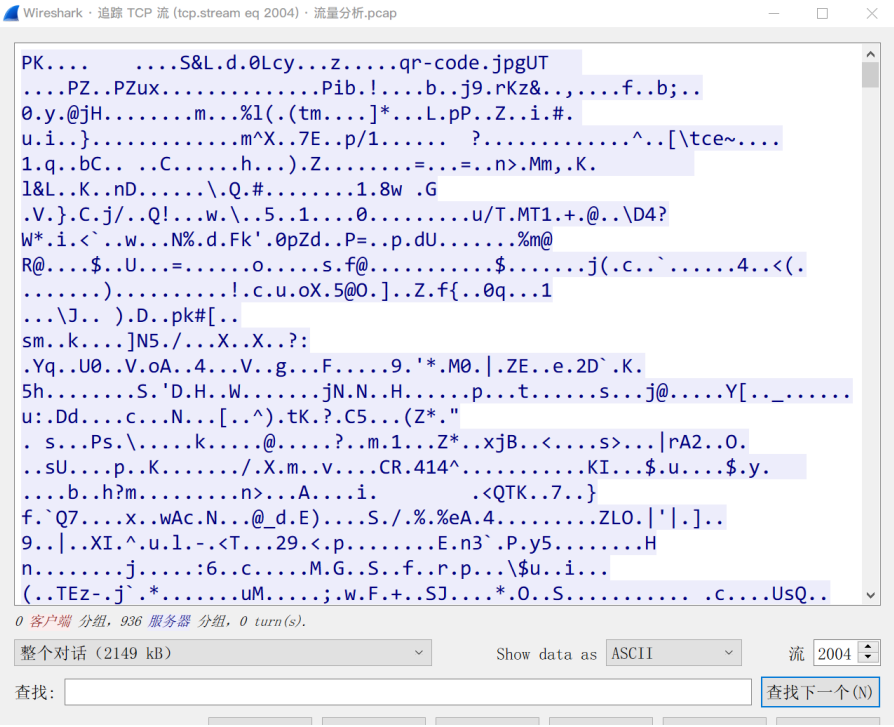 Wireshark · 追踪 TCP 流 (tcp.stream eq 2004) · 流量分析.pcap
PK....    ....S&L.d.0Lcy...z.....qr-code.jpgUT
....PZ..PZux..............Pib.!....b..j9.rKz&..,....f..b;..
0.y.@jH........m...%l(.(tm....]*...L.pP..Z..i.#.
u.i..}.............m^X..7E..p/1......  ?.............^..[\tce~....
1.q..bC.. ..C......h...).Z........=...=..n>.Mm,.K.
l&L..K..nD......\.Q.#........1.8w .G
.V.}.C.j/..Q!...w.\..5..1....0.........u/T.MT1.+.@..\D4?
W*.i.<`..w...N%.d.Fk'.0pZd..P=..p.dU.......%m@
R@....$..U...=......o.....s.f@...........$.......j(.c..`......4..<(.
.......)..........!.c.u.oX.5@O.]..Z.f{..0q...1
...\J.. ).D..pk#[..
sm..k....]N5./...X..X..?:
.Yq..U0..V.oA..4...V..g...F.....9.'*.M0.|.ZE..e.2D`.K.
5h........S.'D.H..W.......jN.N..H......p...t......s...j@.....Y[.._......
u:.Dd....c...N...[..^).tK.?.C5...(Z*."
. s...Ps.\.....k.....@.....?..m.1...Z*..xjB..<....s>...|rA2..O.
..sU....p..K......./.X.m..v....CR.414^...........KI...$.u....$.y.
....b..h?m.........n>...A....i.         .<QTK..7..}
f.`Q7....x..wAc.N...@_d.E)....S./.%.%eA.4.........ZLO.|'|.]..
9..|..XI.^.u.l.-.<T...29.<.p........E.n3`.P.y5........H
n........j.....:6..c.....M.G..S..f..r.p...\$u..i...
(..TEz-.j`.*.......uM.....;.w.F.+..SJ....*.O..S........... .c....UsQ..
0 客户端 分组, 936 服务器 分组, 0 turn(s).
整个对话 (2149 kB) Show data as ASCII 流 2004
查找: 查找下一个(N)